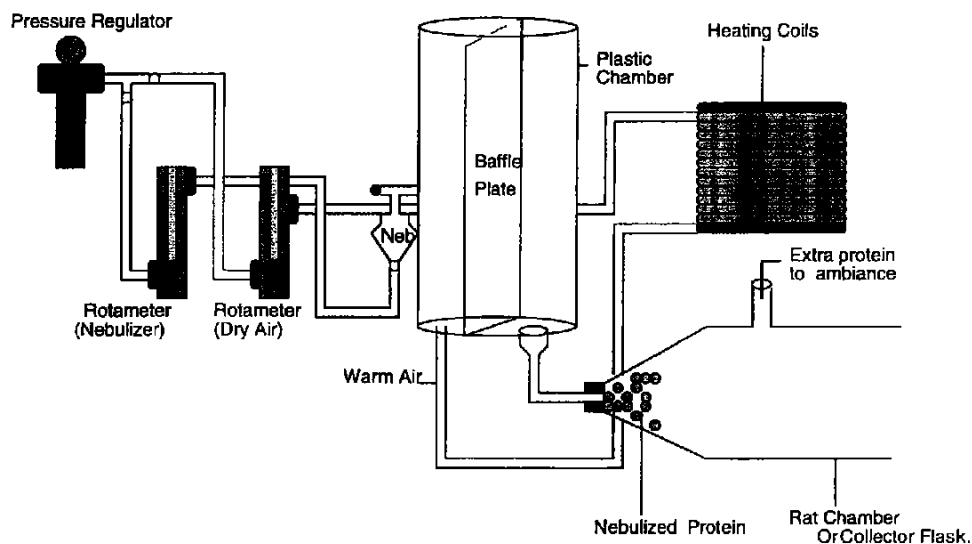 Pressure Regulator
Heating Coils
Plastic
Chamber
Baffle
Plate
Neb
Extra protein
to ambiance
Rotameter
(Nebulizer)
Rotameter
(Dry Air)
Warm Air
Nebulized Protein
Rat Chamber
Or Collector Flask.